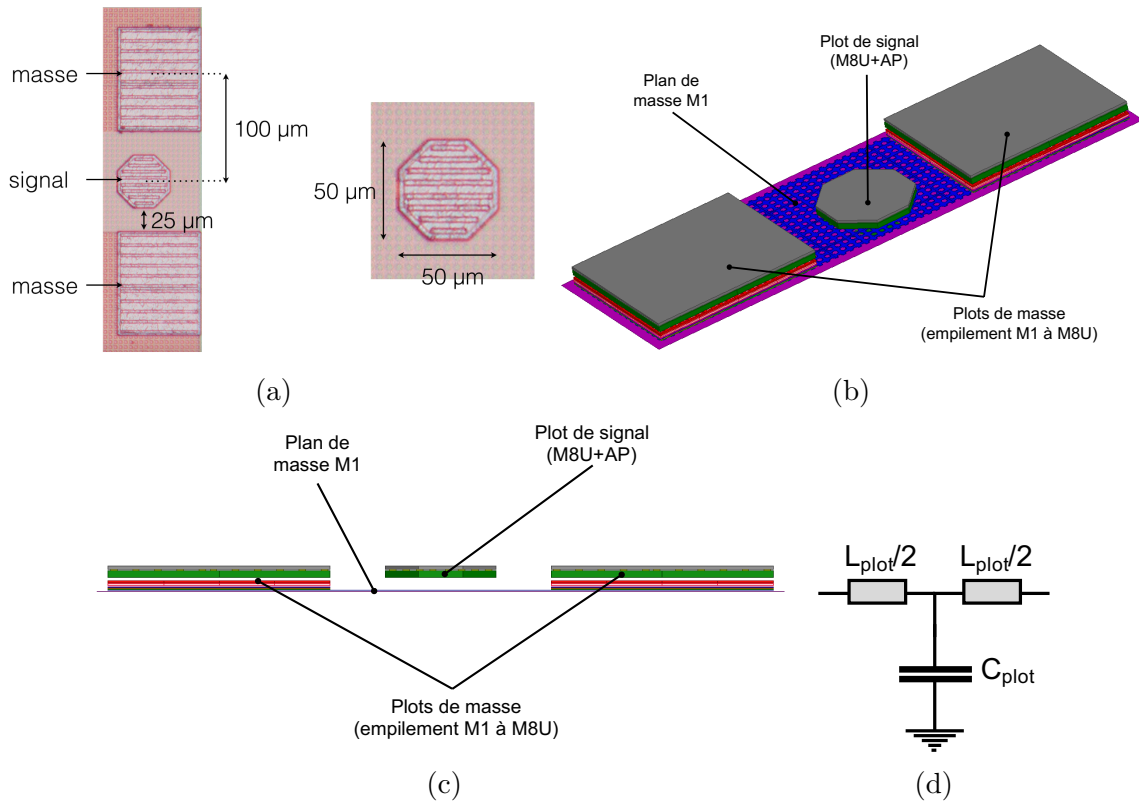 masse
100 µm
signal
25 µm
masse
50 µm
50 µm
(a)
Plot de signal
(M8U+AP)
Plan de
masse M1
Plots de masse
(empilement M1 à M8U)
(b)
Plan de
masse M1
Plot de signal
(M8U+AP)
Plots de masse
(empilement M1 à M8U)
(c)
Lplot/2 Lplot/2
Cplot
(d)